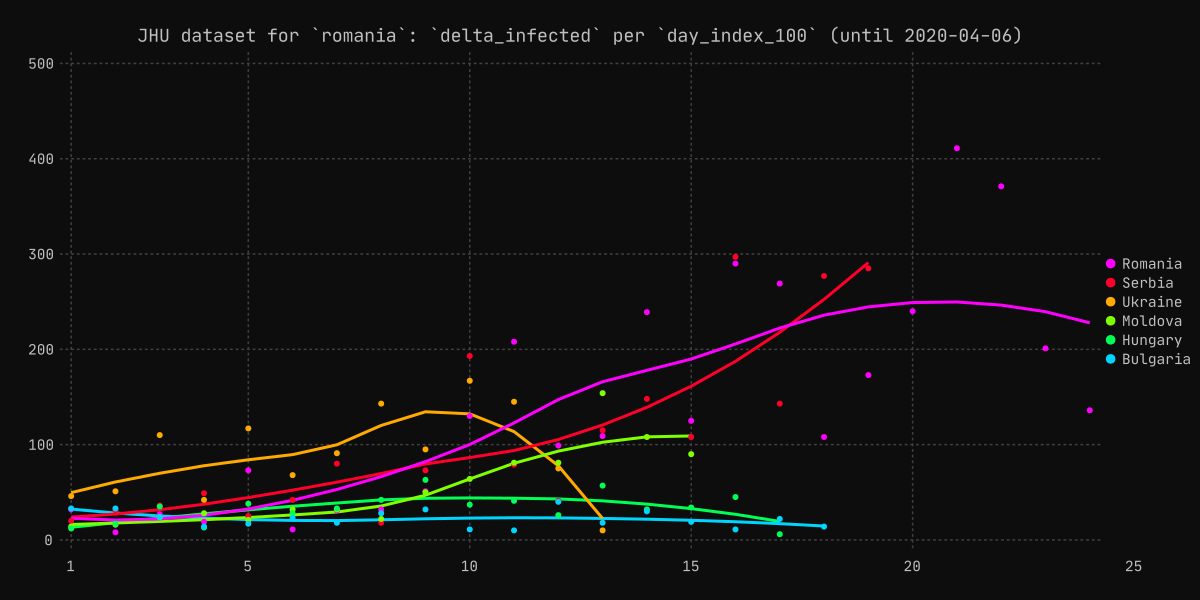 JHU dataset for `romania`: `delta_infected` per `day_index_100` (until 2020-04-06)
500
400
300
200
100
0
1 5 10 15 20 25
Romania
Serbia
Ukraine
Moldova
Hungary
Bulgaria